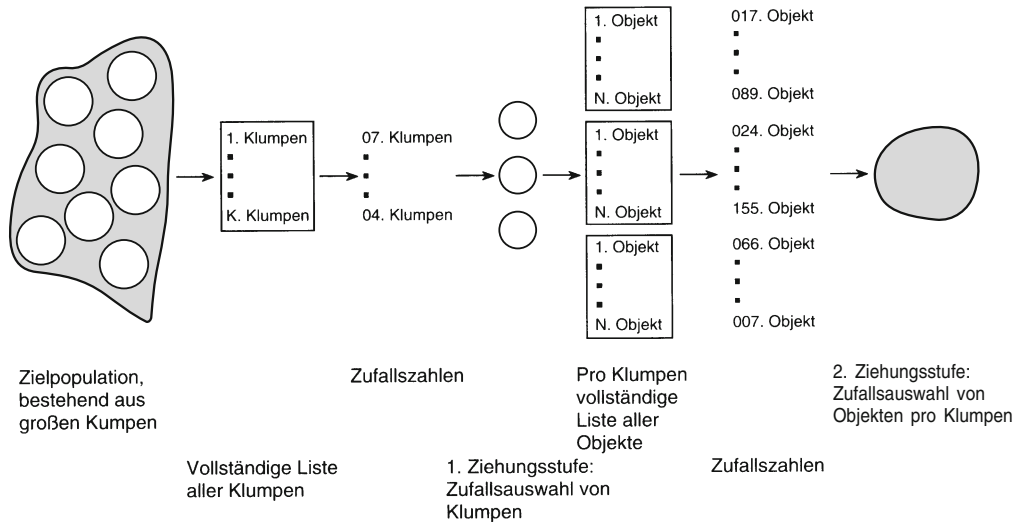 1. Klumpen
K. Klumpen
07. Klumpen
04. Klumpen
1. Objekt
N. Objekt
1. Objekt
N. Objekt
1. Objekt
N. Objekt
017. Objekt
089. Objekt
024. Objekt
155. Objekt
066. Objekt
007. Objekt
Zielpopulation,
bestehend aus
großen Kumpen
Vollständige Liste
aller Klumpen
Zufallszahlen
1. Ziehungsstufe:
Zufallsauswahl von
Klumpen
Pro Klumpen
vollständige
Liste aller
Objekte
Zufallszahlen
2. Ziehungsstufe:
Zufallsauswahl von
Objekten pro Klumpen